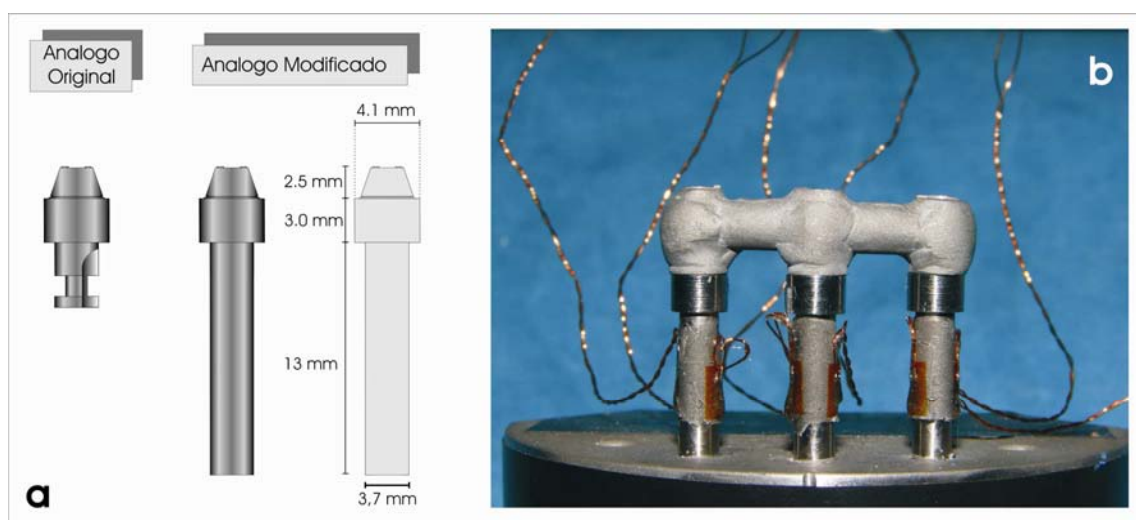 Analogo
Original
Analogo Modificado
4.1 mm
2.5 mm
3.0 mm
13 mm
3,7 mm
a
b